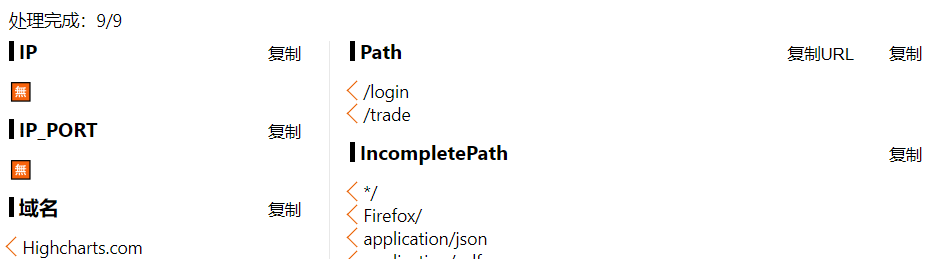 处理完成：9/9
IP 复制
無
IP_PORT 复制
無
域名 复制
Highcharts.com
Path 复制URL 复制
/login
/trade
IncompletePath 复制
*/
Firefox/
application/json